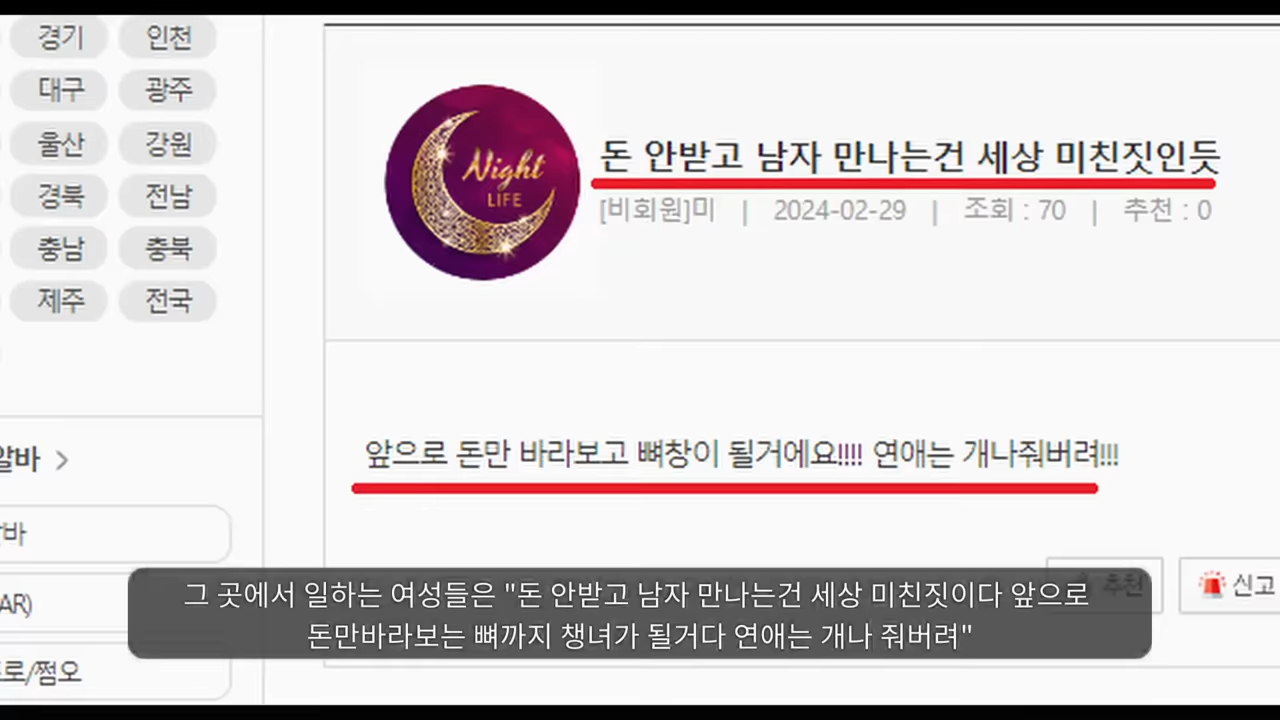 경기 인천
대구 광주
울산 강원
경북 전남
충남 충북
제주 전국
알바 >
Night
LIFE
돈 안받고 남자 만나는건 세상 미친짓인듯
[비회원]미 | 2024-02-29 | 조회 : 70 | 추천 : 0
앞으로 돈만 바라보고 뼈창이 될거에요!!!! 연애는 개나줘버려!!!
추천 신고
그 곳에서 일하는 여성들은 "돈 안받고 남자 만나는건 세상 미친짓이다 앞으로
돈만바라보는 뼈까지 챙녀가 될거다 연애는 개나 줘버려"